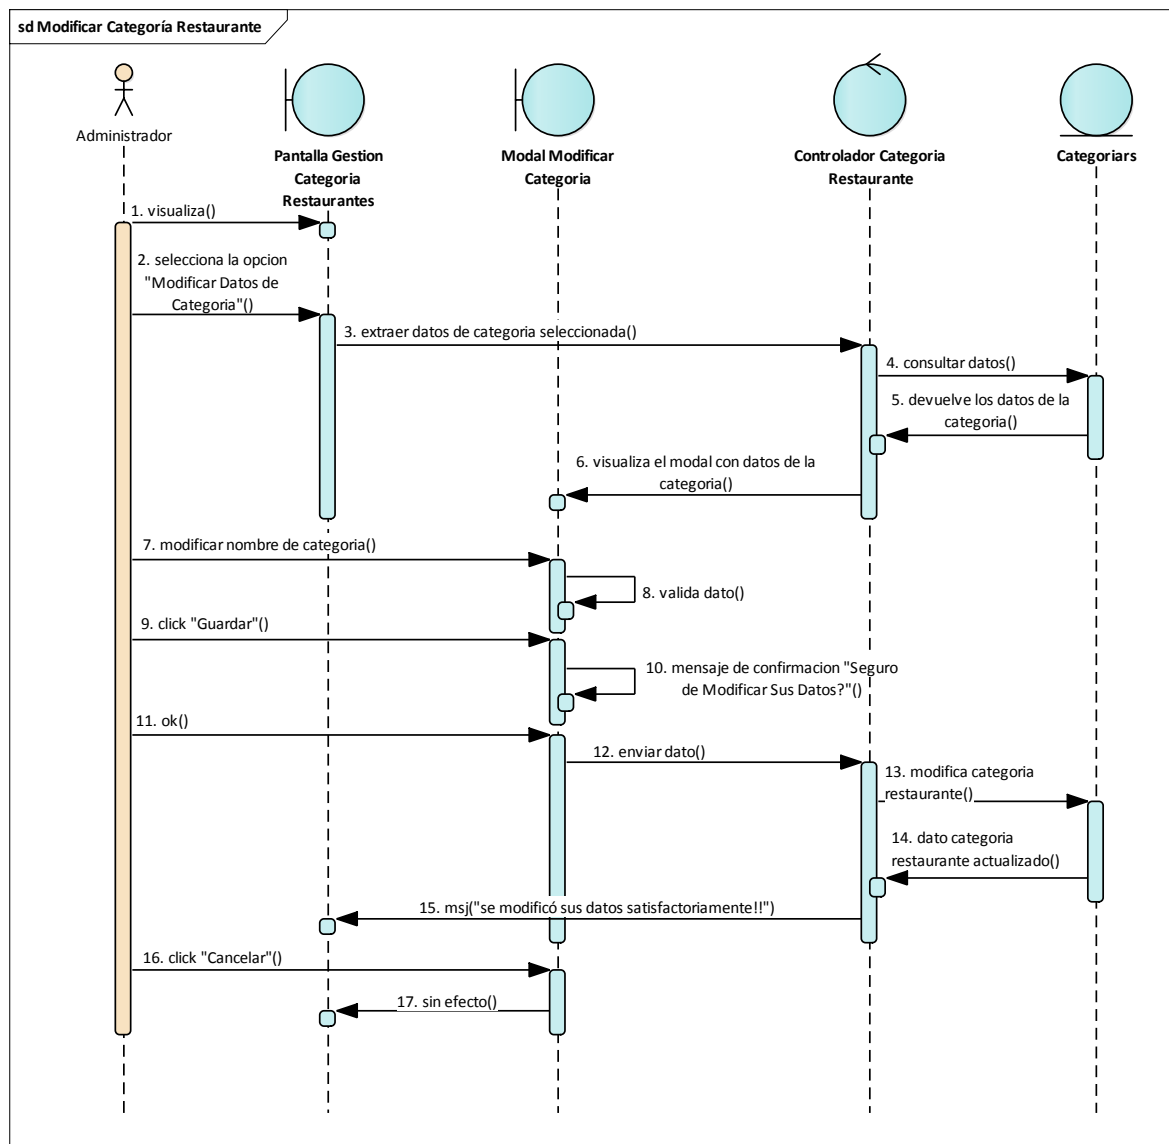 sd Modificar Categoría Restaurante
Administrador
Pantalla Gestion
Categoria
Restaurantes
Modal Modificar
Categoria
Controlador Categoria
Restaurante
Categoriars
1. visualiza()
2. selecciona la opcion
"Modificar Datos de
Categoria"()
3. extraer datos de categoria seleccionada()
4. consultar datos()
5. devuelve los datos de la
categoria()
6. visualiza el modal con datos de la
categoria()
7. modificar nombre de categoria()
8. valida dato()
9. click "Guardar"()
10. mensaje de confirmacion "Seguro
de Modificar Sus Datos?"()
11. ok()
12. enviar dato()
13. modifica categoria
restaurante()
14. dato categoria
restaurante actualizado()
15. msj("se modificó sus datos satisfactoriamente!!")
16. click "Cancelar"()
17. sin efecto()